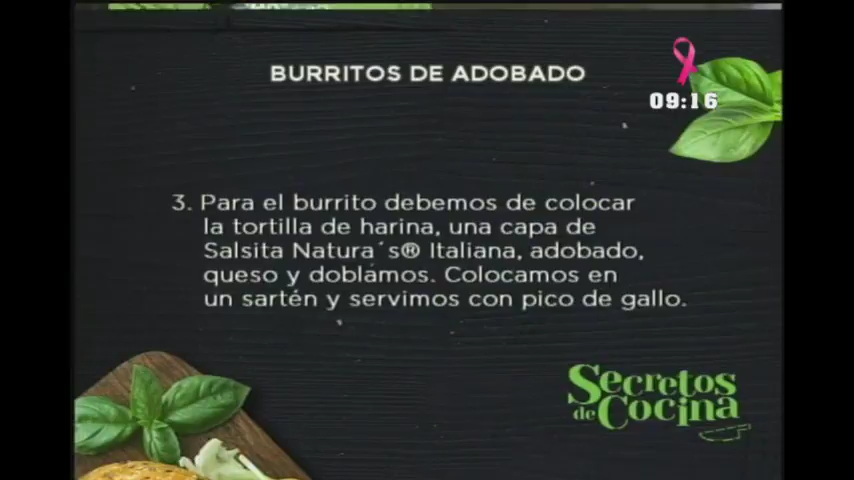 BURRITOS DE ADOBADO
09:16
3. Para el burrito debemos de colocar
la tortilla de harina, una capa de
Salsita Natura´s® Italiana, adobado,
queso y doblamos. Colocamos en
un sartén y servimos con pico de gallo.
Secretos
de Cocina